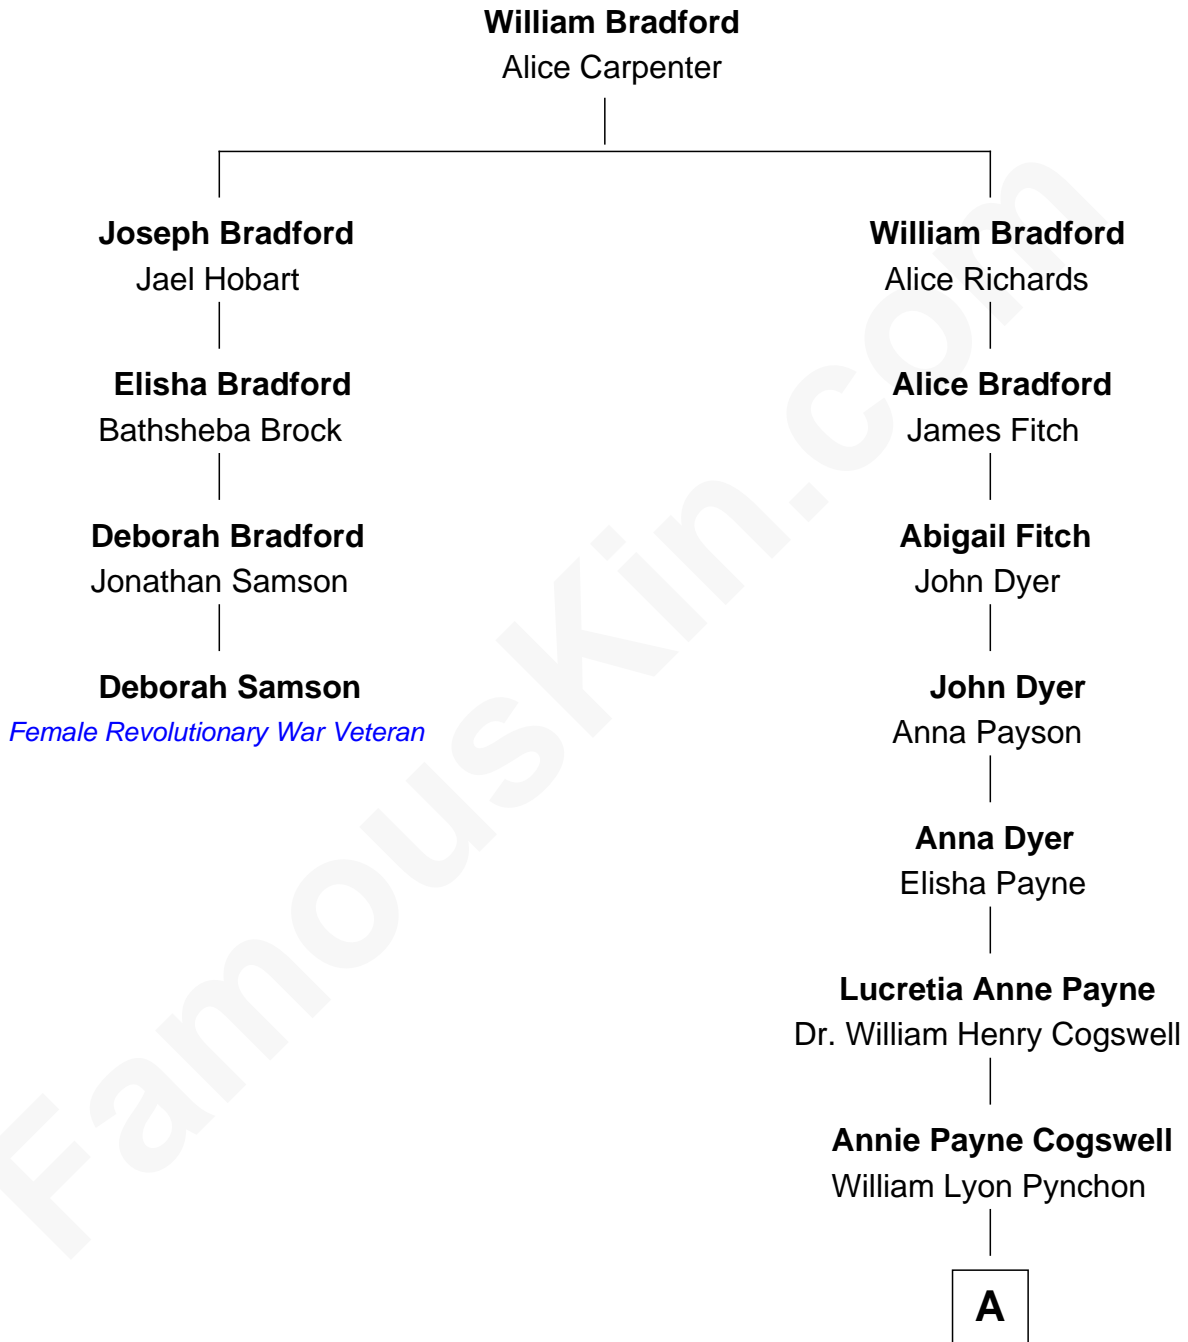 William Bradford
Alice Carpenter
Joseph Bradford
Jael Hobart
William Bradford
Alice Richards
Elisha Bradford
Bathsheba Brock
Alice Bradford
James Fitch
Deborah Bradford
Jonathan Samson
Abigail Fitch
John Dyer
Deborah Samson
Female Revolutionary War Veteran
John Dyer
Anna Payson
Anna Dyer
Elisha Payne
Lucretia Anne Payne
Dr. William Henry Cogswell
Annie Payne Cogswell
William Lyon Pynchon
A
FamousKin.com